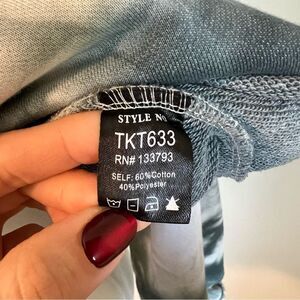 STYLE No
TKT633
RN# 133793
SELF: 60%Cotton
40%Polyester